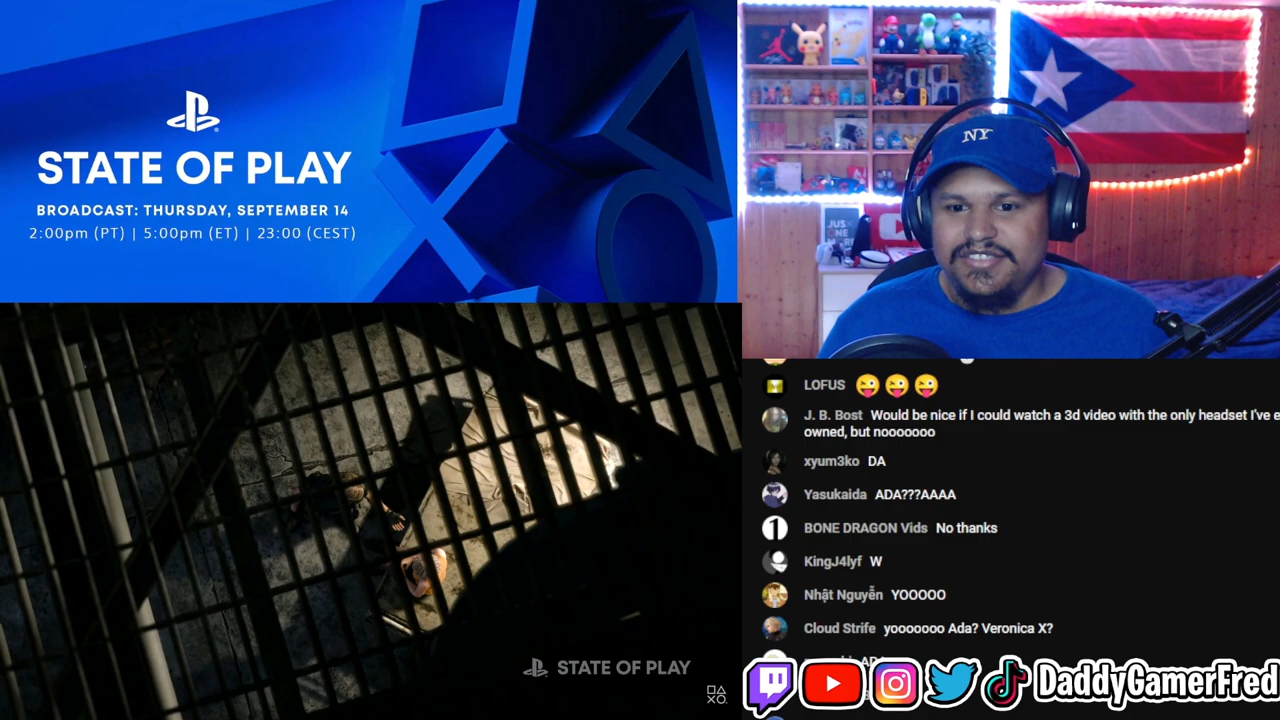 STATE OF PLAY
BROADCAST: THURSDAY, SEPTEMBER 14
2:00pm (PT) | 5:00pm (ET) | 23:00 (CEST)
NY
LOFUS
J. B. Bost Would be nice if I could watch a 3d video with the only headset I've
owned, but nooooooo
xyum3ko DA
Yasukaida ADA???AAAA
BONE DRAGON Vids No thanks
KingJ4lyf W
Nhật Nguyễn YOOOOO
Cloud Strife yooooooo Ada? Veronica X?
STATE OF PLAY
DaddyGamerFred